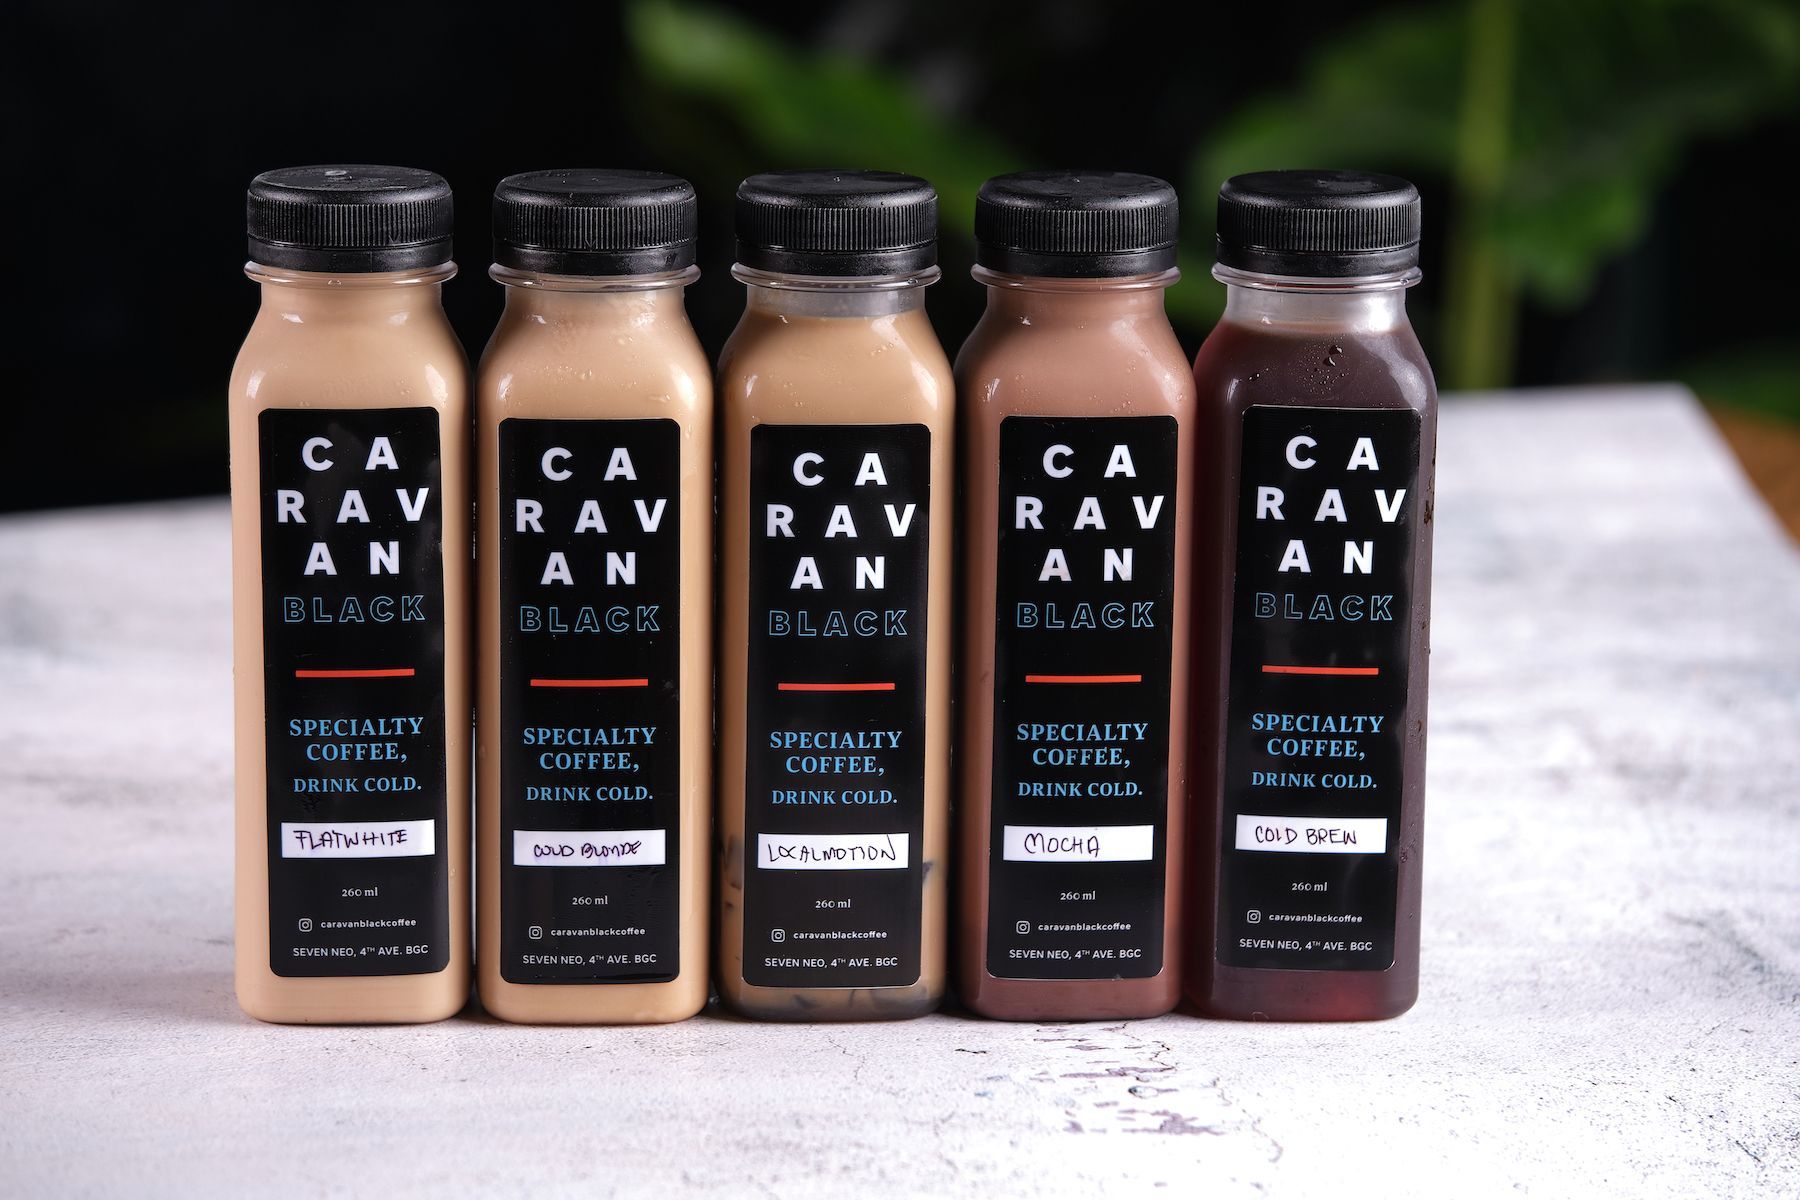 CA
RAV
AN
BLACK
SPECIALTY
COFFEE,
DRINK COLD.
FLATWHITE
260 ml
caravanblackcoffee
SEVEN NEO, 4TH AVE. BGC
CA
RAV
AN
BLACK
SPECIALTY
COFFEE,
DRINK COLD.
COLD BLONDE
260 ml
caravanblackcoffee
SEVEN NEO, 4TH AVE. BGC
CA
RAV
AN
BLACK
SPECIALTY
COFFEE,
DRINK COLD.
LOCALMOTION
260 ml
caravanblackcoffee
SEVEN NEO, 4TH AVE. BGC
CA
RAV
AN
BLACK
SPECIALTY
COFFEE,
DRINK COLD.
MOCHA
260 ml
caravanblackcoffee
SEVEN NEO, 4TH AVE. BGC
CA
RAV
AN
BLACK
SPECIALTY
COFFEE,
DRINK COLD.
COLD BREW
260 ml
caravanblackcoffee
SEVEN NEO, 4TH AVE. BGC